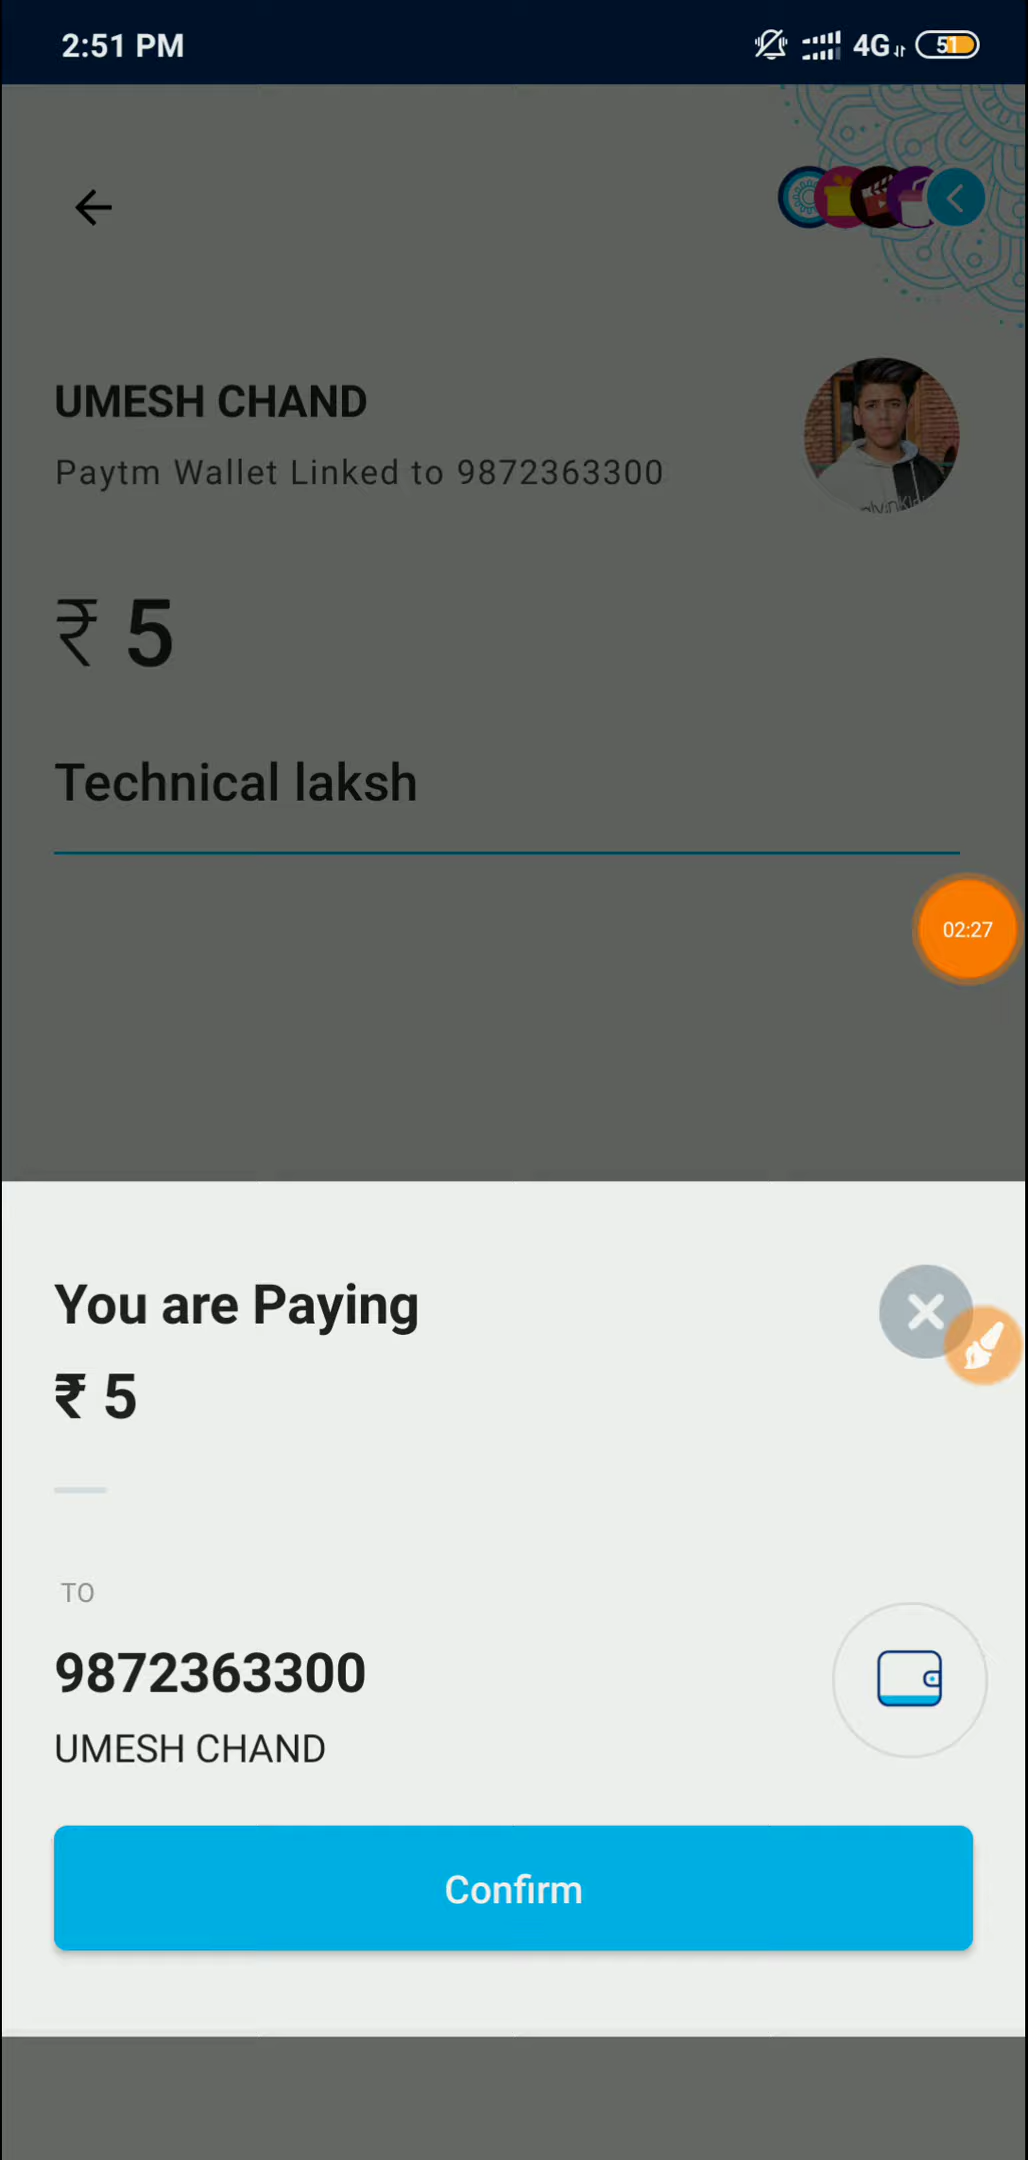 2:51 PM
4G
51
UMESH CHAND
Paytm Wallet Linked to 9872363300
₹ 5
Technical laksh
02:27
You are Paying
₹ 5
TO
9872363300
UMESH CHAND
Confirm